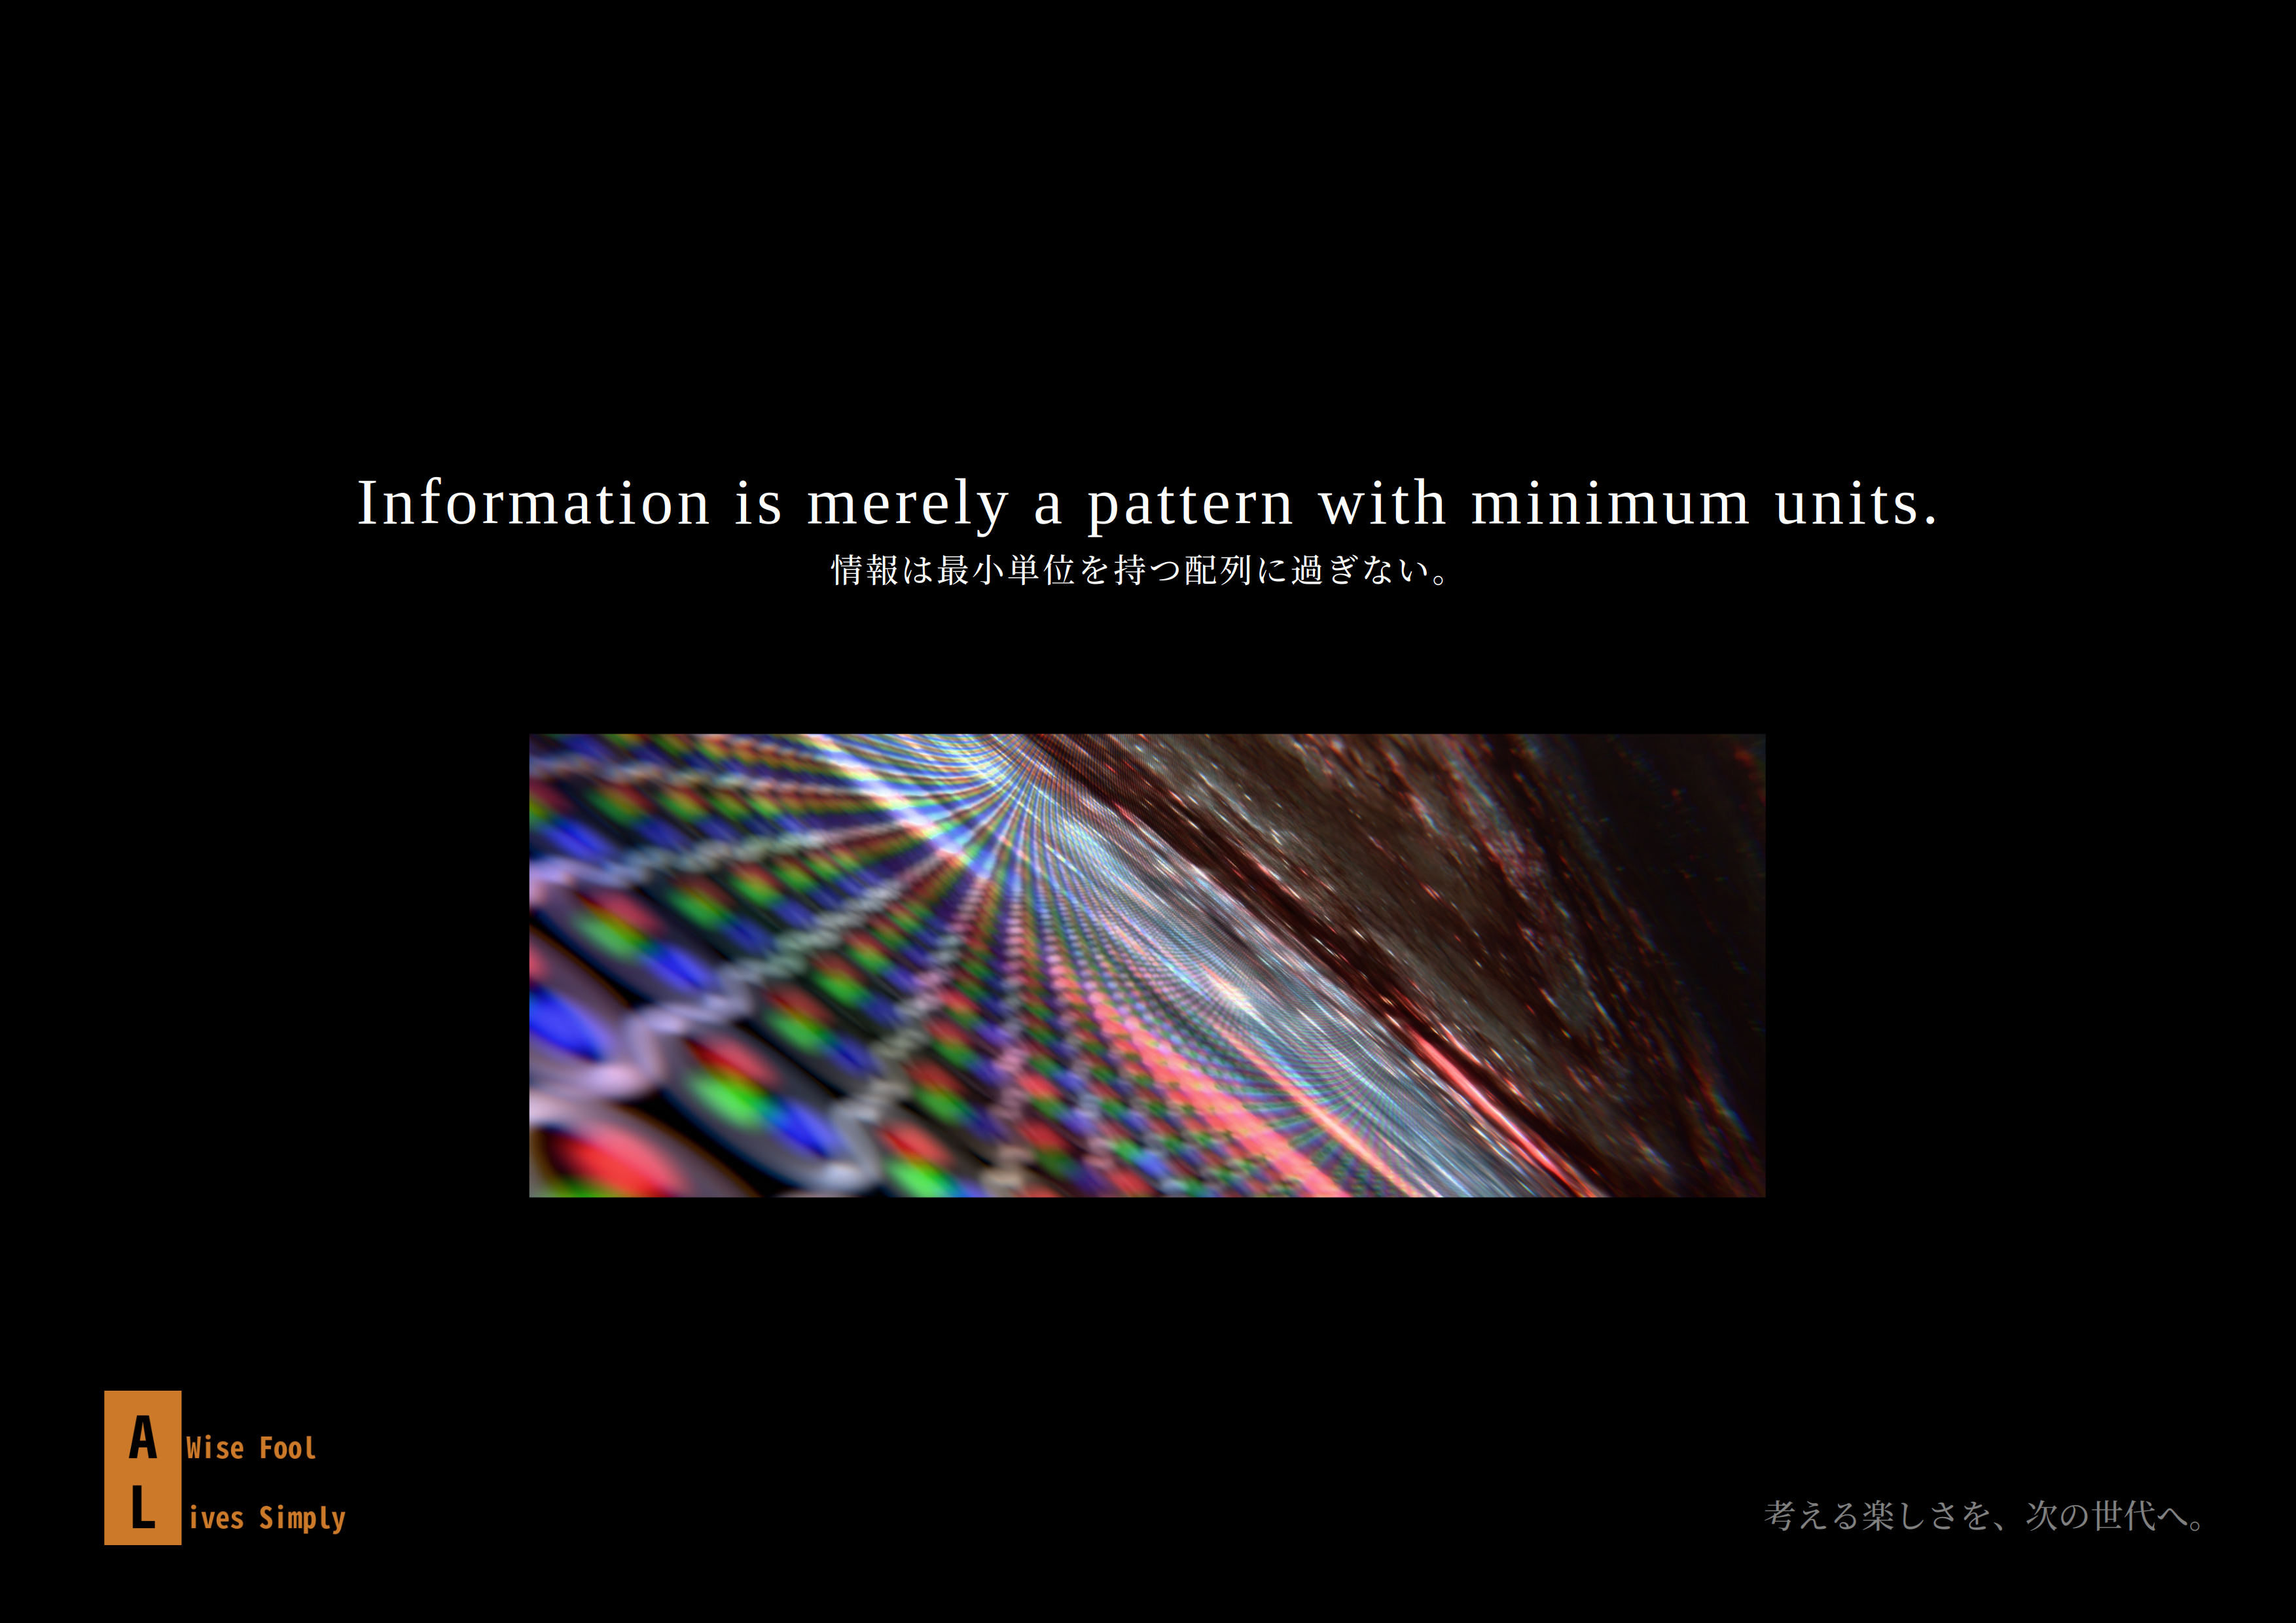 Information is merely a pattern with minimum units.
情報は最小単位を持つ配列に過ぎない。
A Wise Fool
Lives Simply
考える楽しさを、次の世代へ。